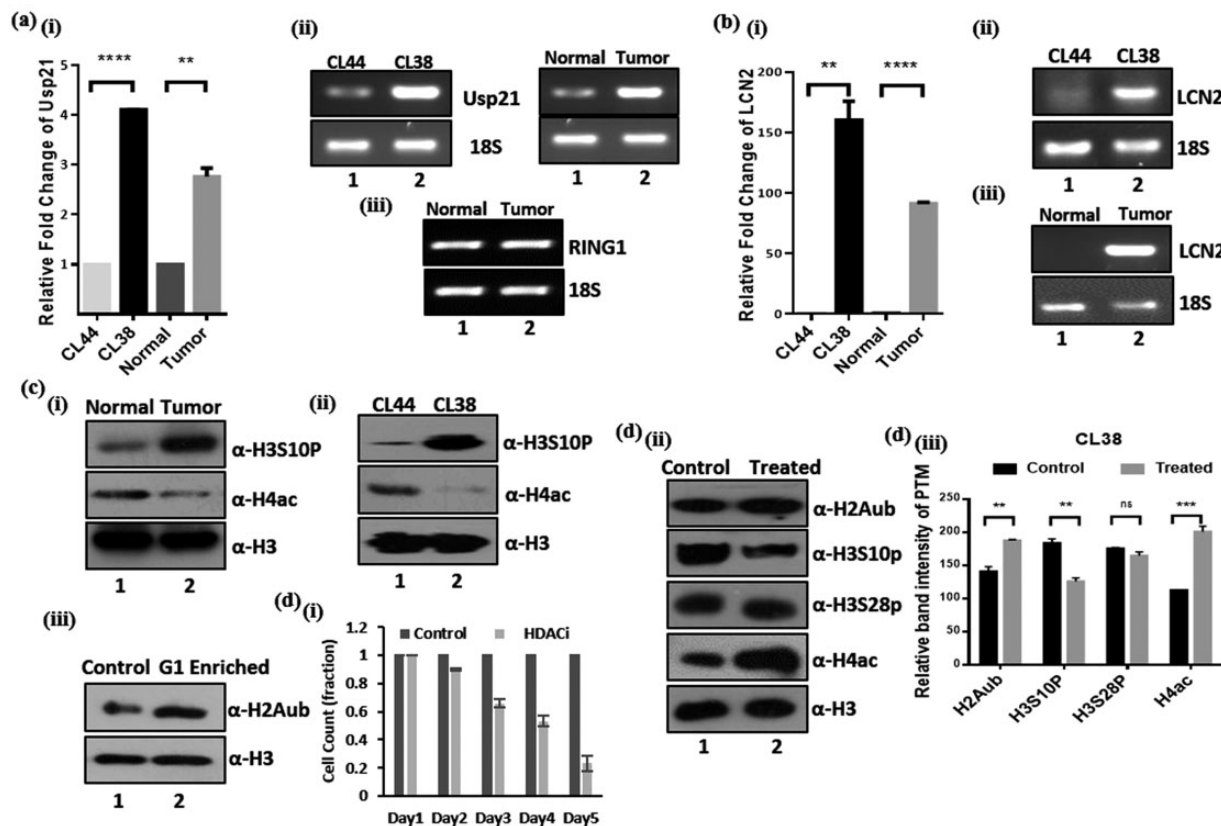 (a)
(i)
Relative Fold Change of Usp21
5
4
3
2
1
****
**
CL44
CL38
Normal
Tumor
(ii)
CL44 CL38
Usp21
18S
1 2
Normal Tumor
1 2
(iii)
Normal Tumor
RING1
18S
1 2
(b)
(i)
Relative Fold Change of LCN2
200
150
100
50
0
**
****
CL44
CL38
Normal
Tumor
(ii)
CL44 CL38
LCN2
18S
1 2
(iii)
Normal Tumor
LCN2
18S
1 2
(c)
(i)
Normal Tumor
α-H3S10P
α-H4ac
α-H3
1 2
(ii)
CL44 CL38
α-H3S10P
α-H4ac
α-H3
1 2
(iii)
Control G1 Enriched
α-H2Aub
α-H3
1 2
(d)
(i)
Control HDACi
Cell Count (fraction)
1.2
1
0.8
0.6
0.4
0.2
0
Day1 Day2 Day3 Day4 Day5
(d)
(ii)
Control Treated
α-H2Aub
α-H3S10p
α-H3S28p
α-H4ac
α-H3
1 2
(d)
(iii)
CL38
Control Treated
Relative band intensity of PTM
250
200
150
100
50
0
**
**
ns
***
H2Aub
H3S10P
H3S28P
H4ac